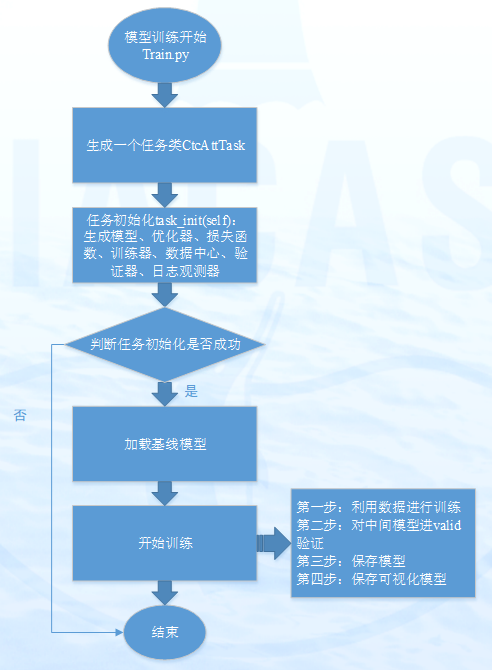 模型训练开始
Train.py
生成一个任务类CtcAttTask
任务初始化task_init(self)：
生成模型、优化器、损失函
数、训练器、数据中心、验
证器、日志观测器
判断任务初始化是否成功
是
否
加载基线模型
开始训练
第一步：利用数据进行训练
第二步：对中间模型进valid
验证
第三步：保存模型
第四步：保存可视化模型
结束